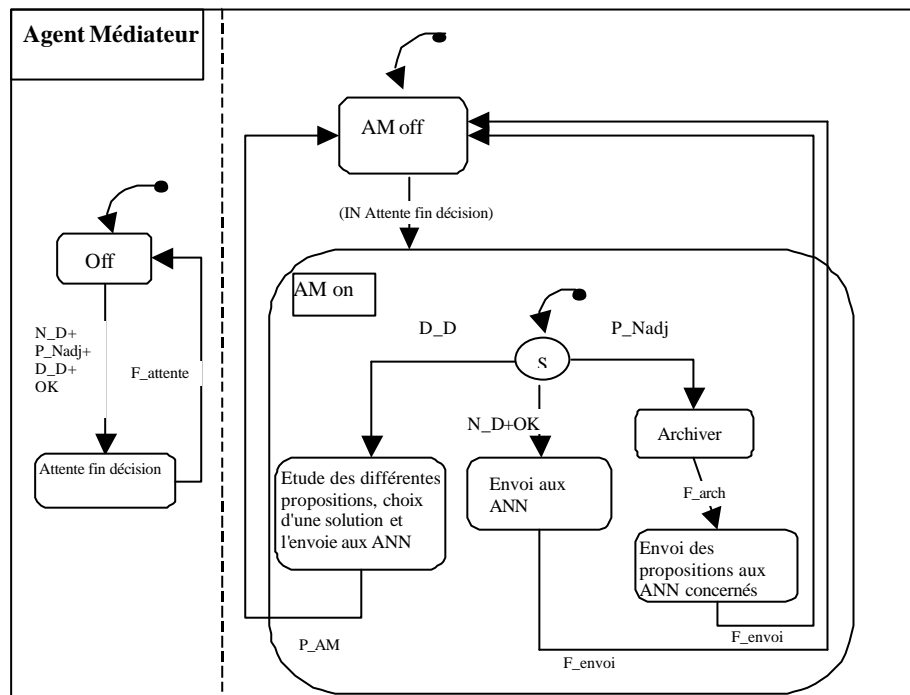 Agent Médiateur
AM off
(IN Attente fin décision)
Off
N_D+
P_Nadj+
D_D+
OK
F_attente
Attente fin décision
AM on
D_D
S
P_Nadj
N_D+OK
Archiver
Etude des différentes
propositions, choix
d'une solution et
l'envoie aux ANN
Envoi aux
ANN
F_arch
Envoi des
propositions aux
ANN concernés
P_AM
F_envoi
F_envoi